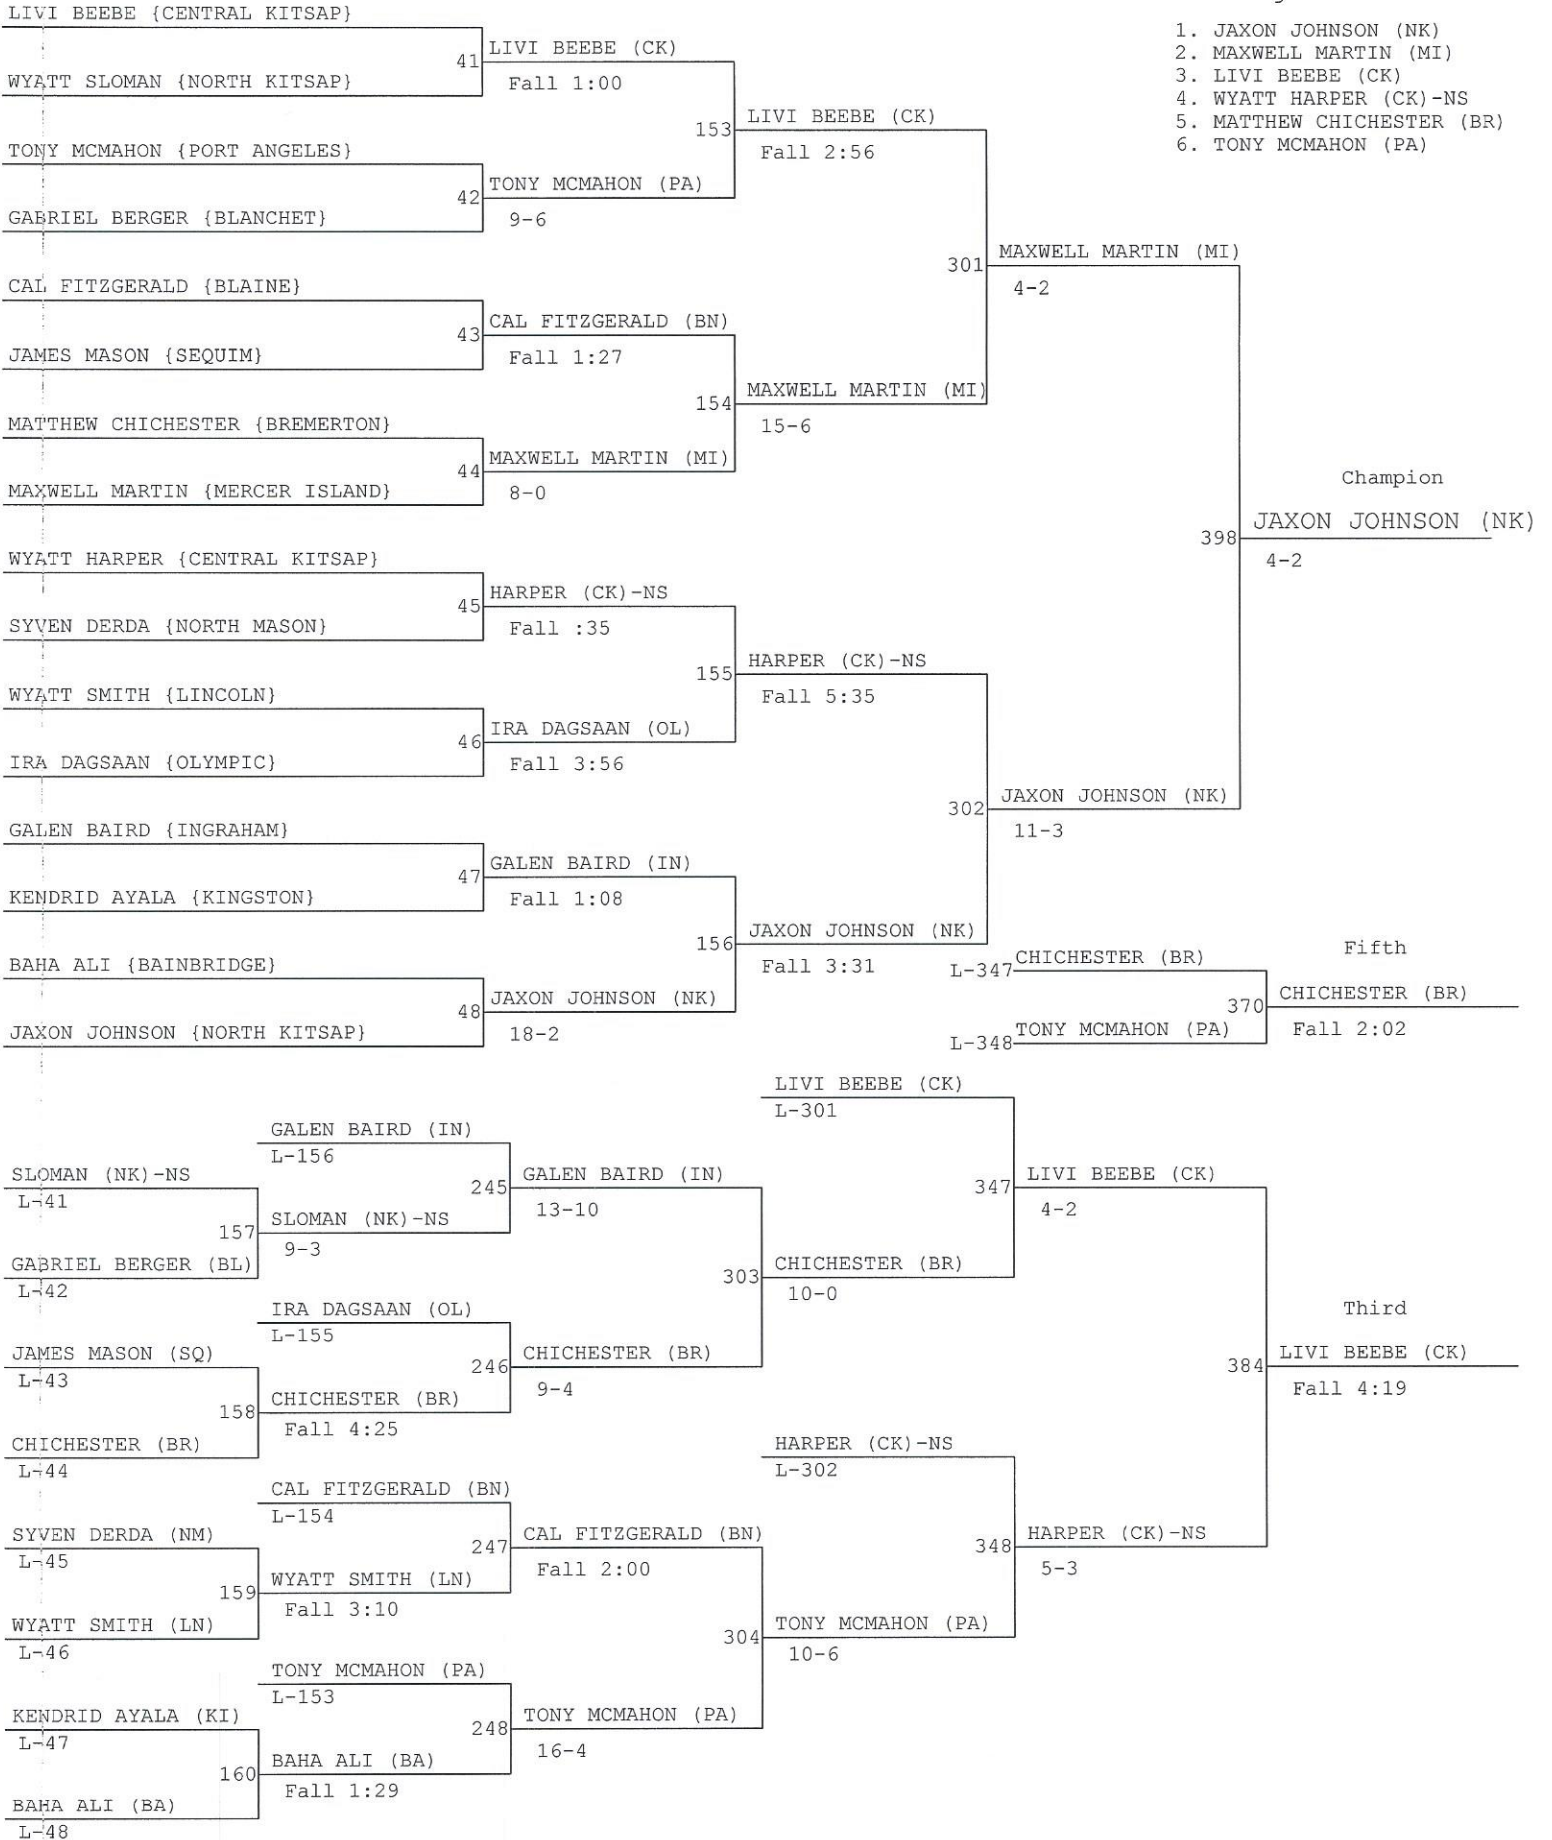 LIVI BEEBE {CENTRAL KITSAP}
1. JAXON JOHNSON (NK)
2. MAXWELL MARTIN (MI)
3. LIVI BEEBE (CK)
4. WYATT HARPER (CK)-NS
5. MATTHEW CHICHESTER (BR)
6. TONY MCMAHON (PA)
41 LIVI BEEBE (CK)
WYATT SLOMAN {NORTH KITSAP} Fall 1:00
153 LIVI BEEBE (CK)
TONY MCMAHON {PORT ANGELES} Fall 2:56
42 TONY MCMAHON (PA)
GABRIEL BERGER {BLANCHET} 9-6
301 MAXWELL MARTIN (MI)
CAL FITZGERALD {BLAINE} 4-2
43 CAL FITZGERALD (BN)
JAMES MASON {SEQUIM} Fall 1:27
154 MAXWELL MARTIN (MI)
MATTHEW CHICHESTER {BREMERTON} 15-6
44 MAXWELL MARTIN (MI)
MAXWELL MARTIN {MERCER ISLAND} 8-0
Champion
398 JAXON JOHNSON (NK)
WYATT HARPER {CENTRAL KITSAP} 4-2
45 HARPER (CK)-NS
SYVEN DERDA {NORTH MASON} Fall :35
155 HARPER (CK)-NS
WYATT SMITH {LINCOLN} Fall 5:35
46 IRA DAGSAAN (OL)
IRA DAGSAAN {OLYMPIC} Fall 3:56
302 JAXON JOHNSON (NK)
GALEN BAIRD {INGRAHAM} 11-3
47 GALEN BAIRD (IN)
KENDRID AYALA {KINGSTON} Fall 1:08
156 JAXON JOHNSON (NK)
BAHA ALI {BAINBRIDGE} Fall 3:31
48 JAXON JOHNSON (NK)
JAXON JOHNSON {NORTH KITSAP} 18-2
Fifth
L-347 CHICHESTER (BR)
370 CHICHESTER (BR)
L-348 TONY MCMAHON (PA) Fall 2:02
LIVI BEEBE (CK)
L-301
GALEN BAIRD (IN)
L-156
SLOMAN (NK)-NS
L-41
245 GALEN BAIRD (IN)
13-10
347 LIVI BEEBE (CK)
4-2
157 SLOMAN (NK)-NS
9-3
GABRIEL BERGER (BL)
L-42
303 CHICHESTER (BR)
10-0
IRA DAGSAAN (OL)
L-155
Third
JAMES MASON (SQ)
L-43
246 CHICHESTER (BR)
9-4
384 LIVI BEEBE (CK)
Fall 4:19
158 CHICHESTER (BR)
Fall 4:25
CHICHESTER (BR)
L-44
HARPER (CK)-NS
L-302
CAL FITZGERALD (BN)
L-154
SYVEN DERDA (NM)
L-45
247 CAL FITZGERALD (BN)
Fall 2:00
348 HARPER (CK)-NS
5-3
159 WYATT SMITH (LN)
Fall 3:10
WYATT SMITH (LN)
L-46
304 TONY MCMAHON (PA)
10-6
TONY MCMAHON (PA)
L-153
KENDRID AYALA (KI)
L-47
248 TONY MCMAHON (PA)
16-4
160 BAHA ALI (BA)
Fall 1:29
BAHA ALI (BA)
L-48